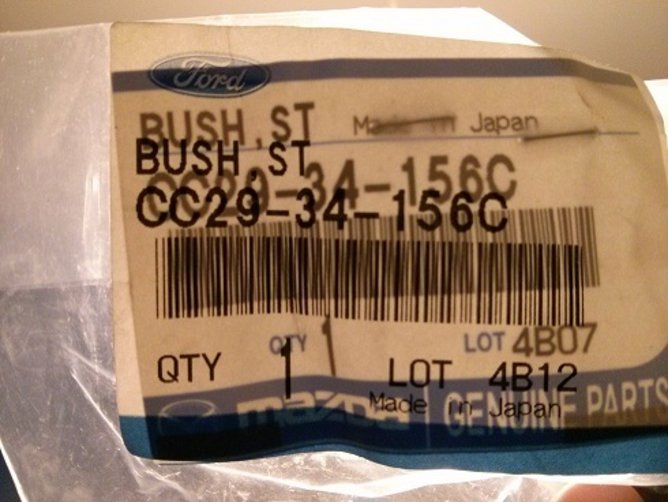 Ford
BUSH,ST Made in Japan
BUSH,ST
CC29-34-156C
CC29-34-156C
QTY 1 LOT 4B07
QTY 1 LOT 4B12
Made in Japan
mazda GENUINE PARTS